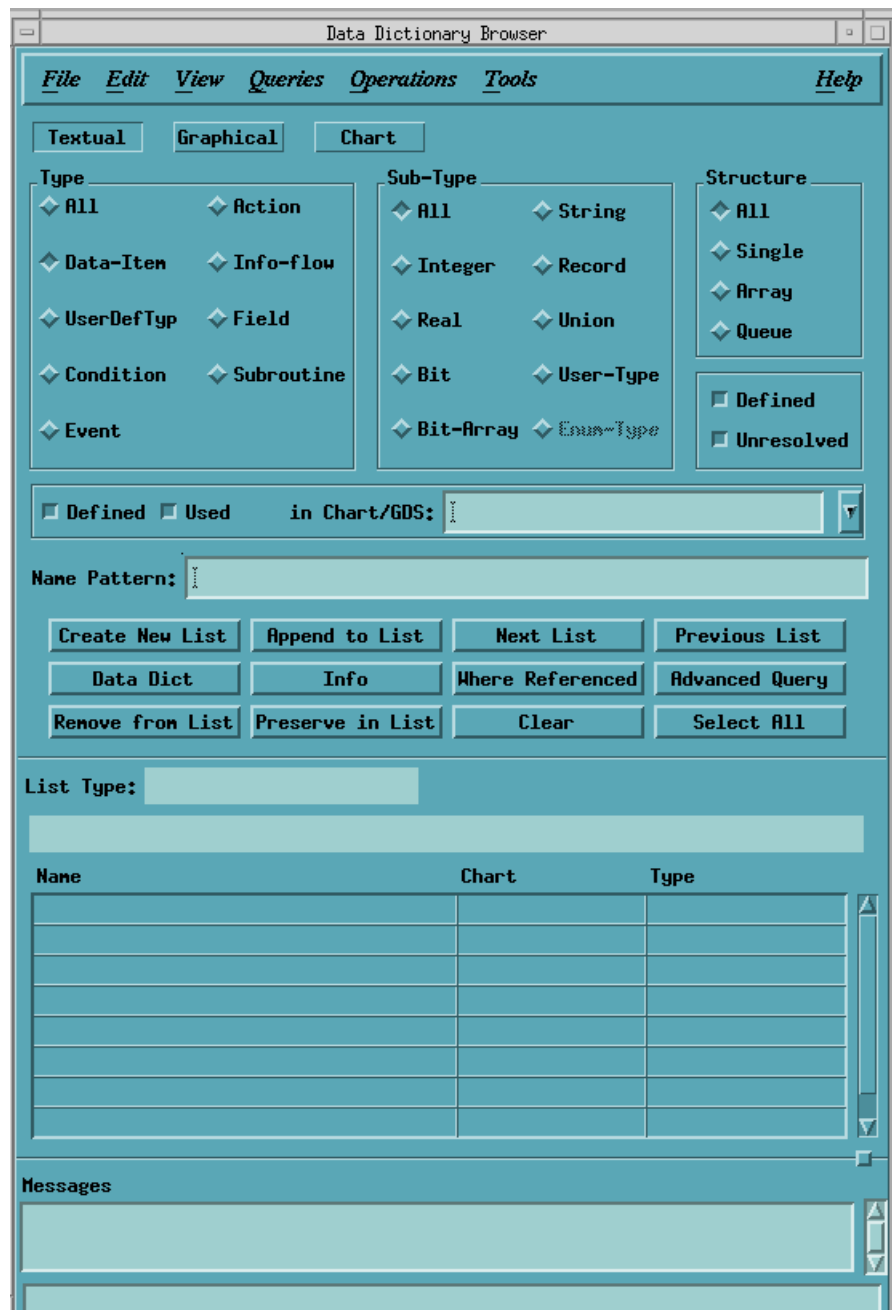 Data Dictionary Browser
File Edit View Queries Operations Tools Help
Textual Graphical Chart
Type Sub-Type Structure
All Action All String All
Data-Item Info-flow Integer Record Single
UserDefTyp Field Real Union Array
Condition Subroutine Bit User-Type Queue
Event Bit-Array Enum-Type
Defined
Unresolved
Defined Used in Chart/GDS:
Name Pattern:
Create New List Append to List Next List Previous List
Data Dict Info Where Referenced Advanced Query
Remove from List Preserve in List Clear Select All
List Type:
Name Chart Type
Messages